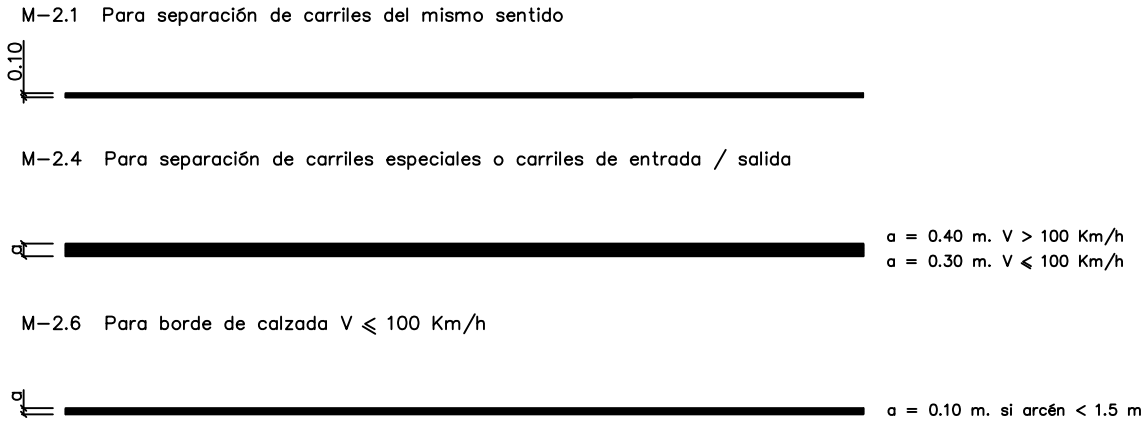 M-2.1 Para separación de carriles del mismo sentido
0.10
M-2.4 Para separación de carriles especiales o carriles de entrada / salida
a
a = 0.40 m. V > 100 Km/h
a = 0.30 m. V ⩽ 100 Km/h
M-2.6 Para borde de calzada V ⩽ 100 Km/h
a
a = 0.10 m. si arcén < 1.5 m